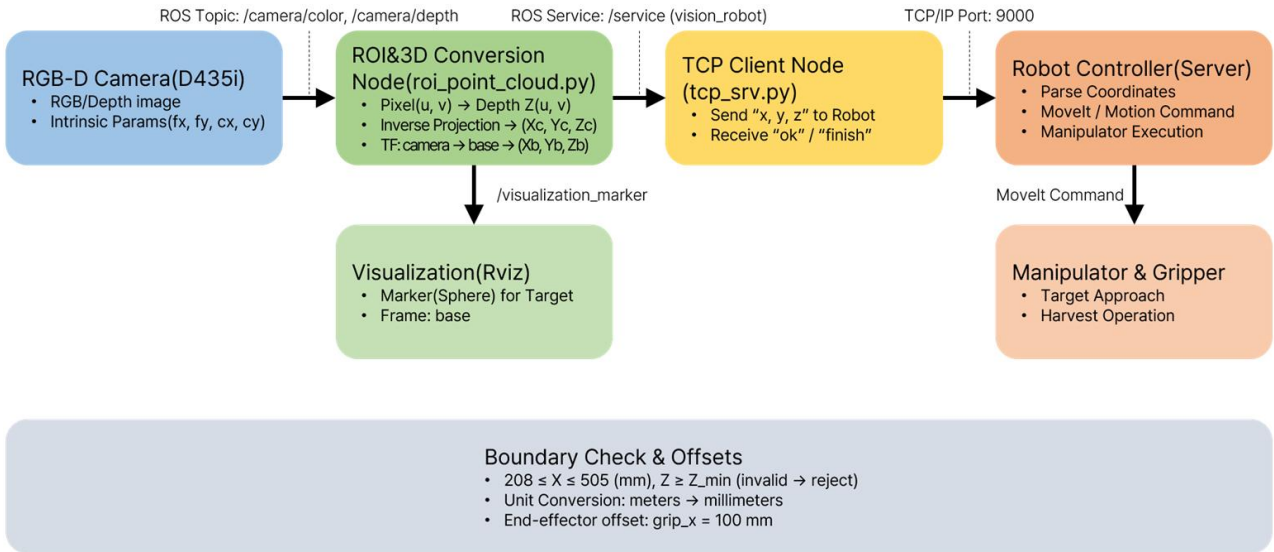 ROS Topic: /camera/color, /camera/depth
ROS Service: /service (vision_robot)
TCP/IP Port: 9000
RGB-D Camera(D435i)
• RGB/Depth image
• Intrinsic Params(fx, fy, cx, cy)
ROI&3D Conversion
Node(roi_point_cloud.py)
• Pixel(u, v) → Depth Z(u, v)
• Inverse Projection → (Xc, Yc, Zc)
• TF: camera → base → (Xb, Yb, Zb)
TCP Client Node
(tcp_srv.py)
• Send “x, y, z” to Robot
• Receive “ok” / “finish”
Robot Controller(Server)
• Parse Coordinates
• MoveIt / Motion Command
• Manipulator Execution
/visualization_marker
MoveIt Command
Visualization(Rviz)
• Marker(Sphere) for Target
• Frame: base
Manipulator & Gripper
• Target Approach
• Harvest Operation
Boundary Check & Offsets
• 208 ≤ X ≤ 505 (mm), Z ≥ Z_min (invalid → reject)
• Unit Conversion: meters → millimeters
• End-effector offset: grip_x = 100 mm